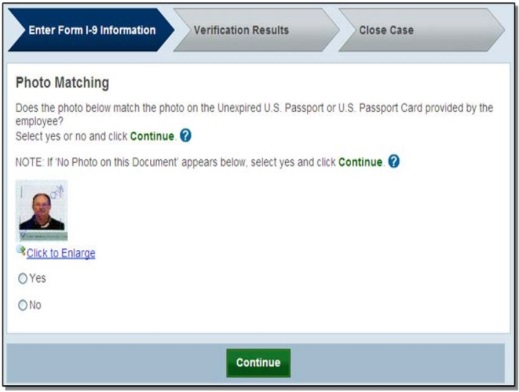 Enter Form I-9 Information
Verification Results
Close Case
Photo Matching
Does the photo below match the photo on the Unexpired U.S. Passport or U.S. Passport Card provided by the
employee?
Select yes or no and click Continue. ?
NOTE: If 'No Photo on this Document' appears below, select yes and click Continue. ?
Click to Enlarge
Yes
No
Continue